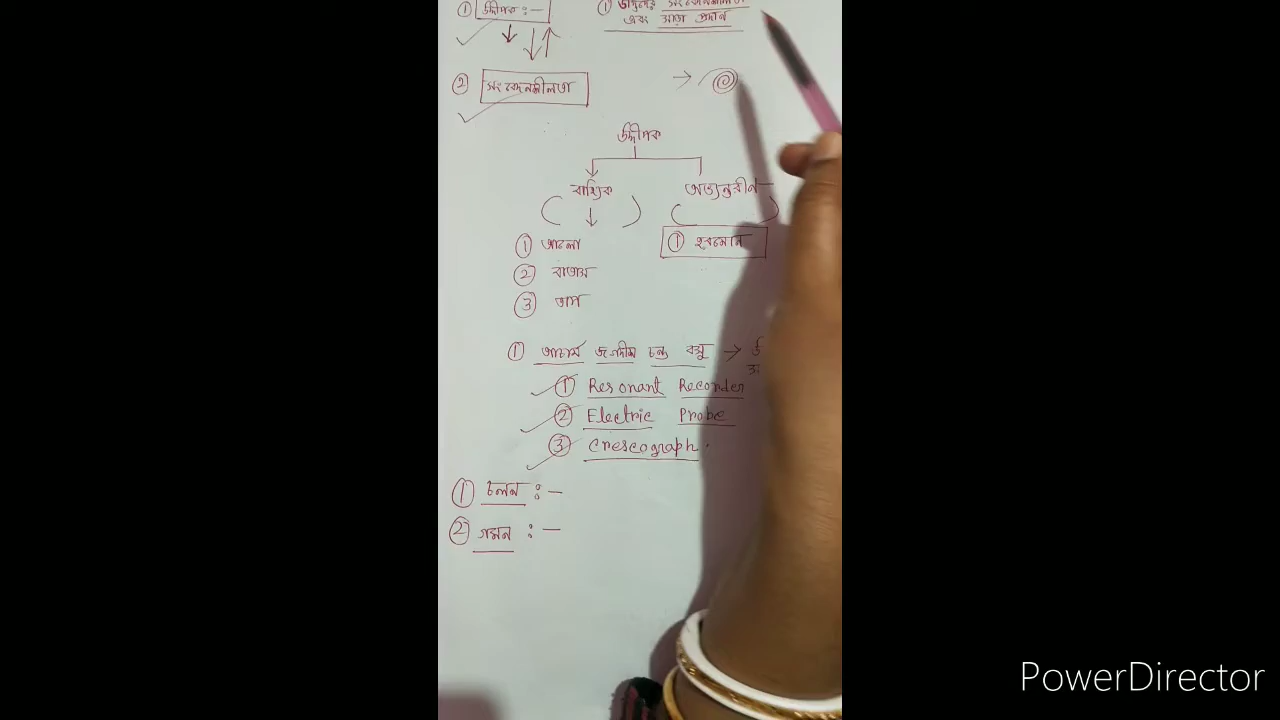 ① উদ্দীপক :-
① উদ্ভিদের সংবেদনশীলতা
এবং সাড়া প্রদান
② সংবেদনশীলতা
উদ্দীপক
বাহ্যিক অভ্যন্তরীণ
① আলো
① হরমোন
② বাতাস
③ তাপ
① আচার্য জগদীশ চন্দ্র বসু →
① Resonant Recorder
② Electric Probe
③ Crescograph.
① চলন :-
② গমন :-
PowerDirector